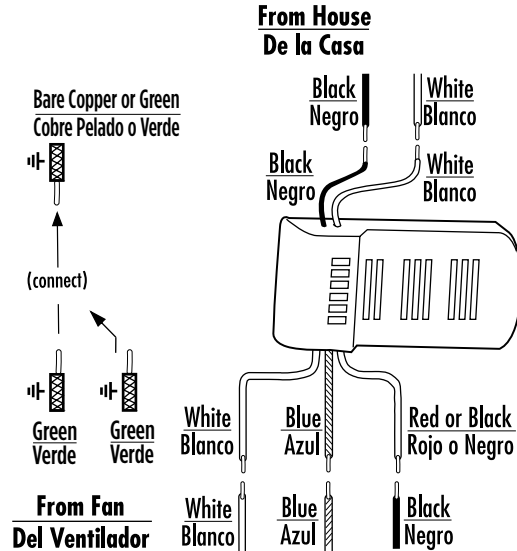 From House
De la Casa
Bare Copper or Green
Cobre Pelado o Verde
Black
Negro
White
Blanco
Black
Negro
White
Blanco
(connect)
Green
Verde
Green
Verde
White
Blanco
Blue
Azul
Red or Black
Rojo o Negro
From Fan
Del Ventilador
White
Blanco
Blue
Azul
Black
Negro